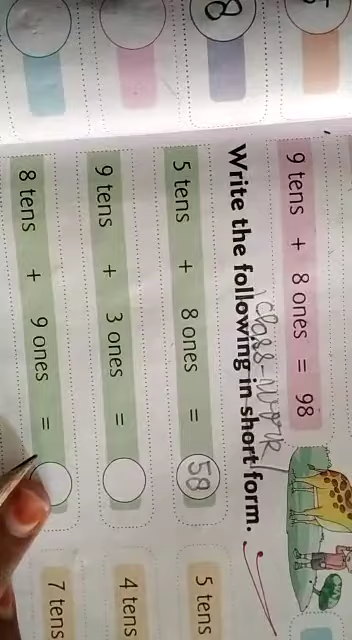 8
9 tens + 8 ones = 98
class-work
Write the following in short form.
5 tens + 8 ones = 58
5 tens
9 tens + 3 ones =
4 tens
8 tens + 9 ones =
7 tens